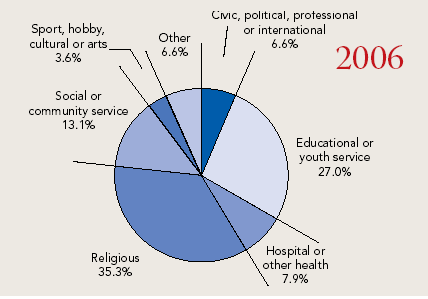 Civic, political, professional
or international
6.6%
2006
Sport, hobby,
cultural or arts
3.6%
Other
6.6%
Social or
community service
13.1%
Educational or
youth service
27.0%
Religious
35.3%
Hospital or
other health
7.9%